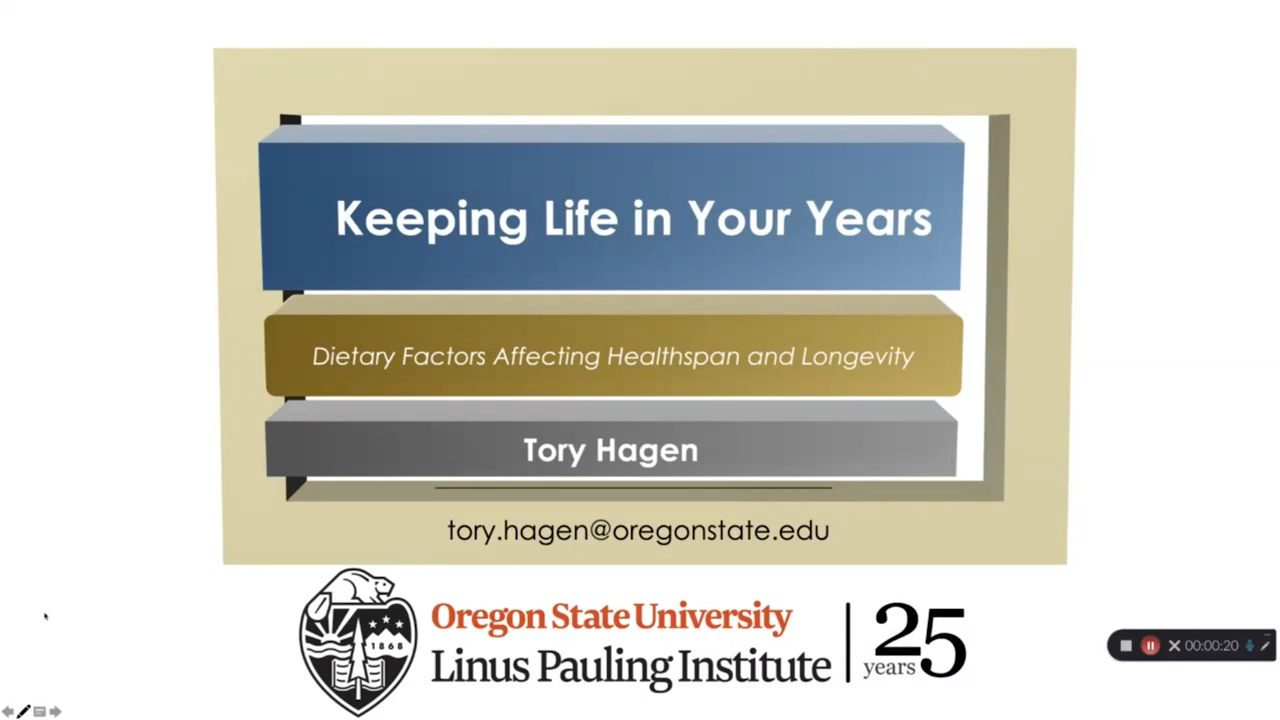 Keeping Life in Your Years
Dietary Factors Affecting Healthspan and Longevity
Tory Hagen
tory.hagen@oregonstate.edu
1868
Oregon State University
Linus Pauling Institute
25
years
00:00:20